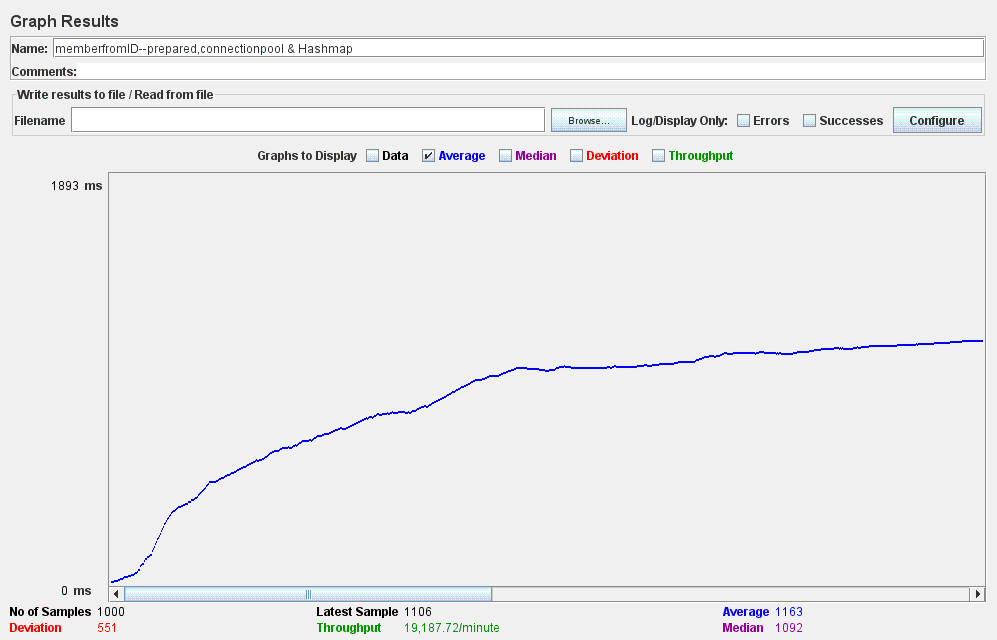 Graph Results
Name: memberfromID--prepared,connectionpool & Hashmap
Comments:
Write results to file / Read from file
Filename Browse... Log/Display Only: Errors Successes Configure
Graphs to Display Data Average Median Deviation Throughput
1893 ms
0 ms
No of Samples 1000 Latest Sample 1106 Average 1163
Deviation 551 Throughput 19,187.72/minute Median 1092